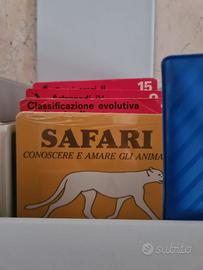 15
Classificazione evolutiva
SAFARI
CONOSCERE E AMARE GLI ANIMA
subito